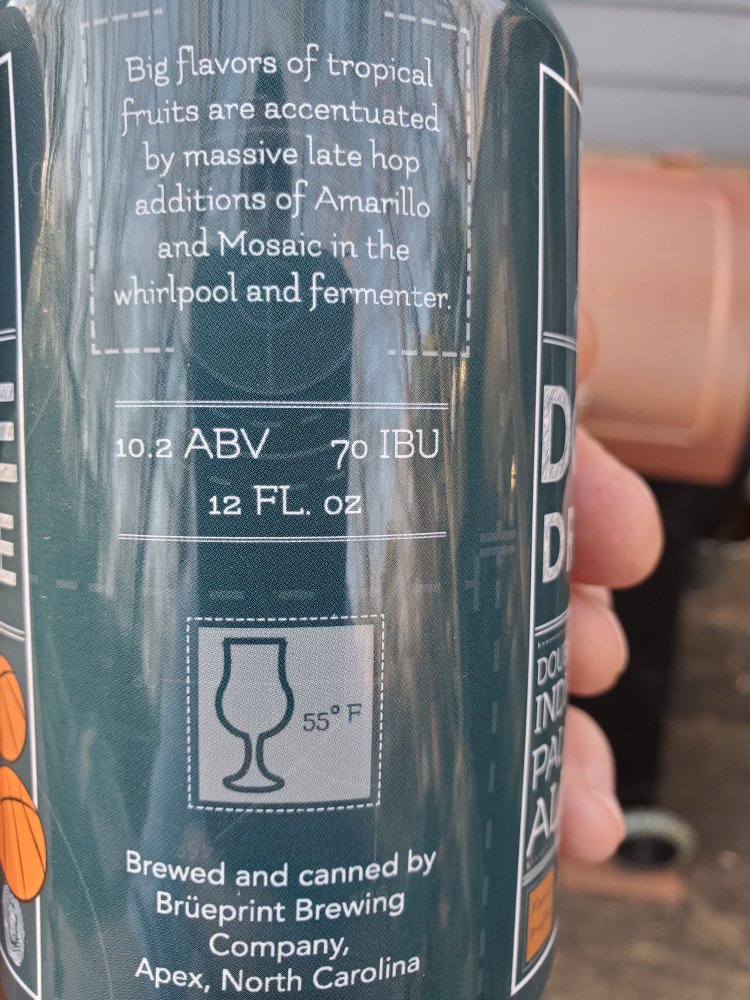 Big flavors of tropical
fruits are accentuated
by massive late hop
additions of Amarillo
and Mosaic in the
whirlpool and fermenter.
10.2 ABV 70 IBU
12 FL. OZ
55° F
Brewed and canned by
Brüeprint Brewing
Company,
Apex, North Carolina